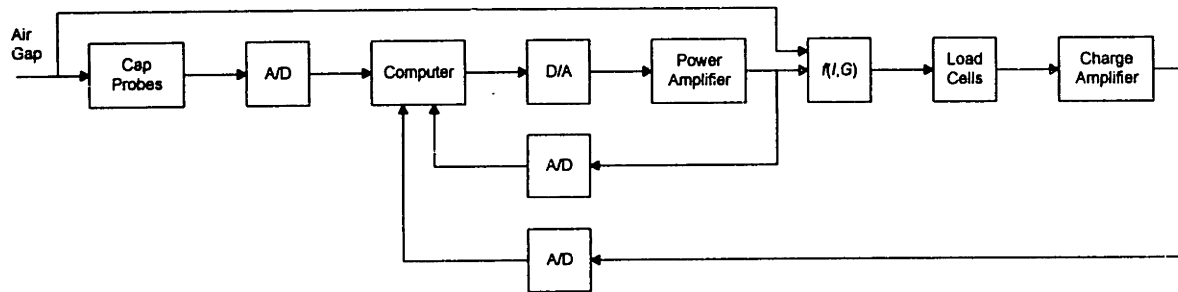 Air
Gap
Cap
Probes
A/D
Computer
D/A
Power
Amplifier
f(I,G)
Load
Cells
Charge
Amplifier
A/D
A/D